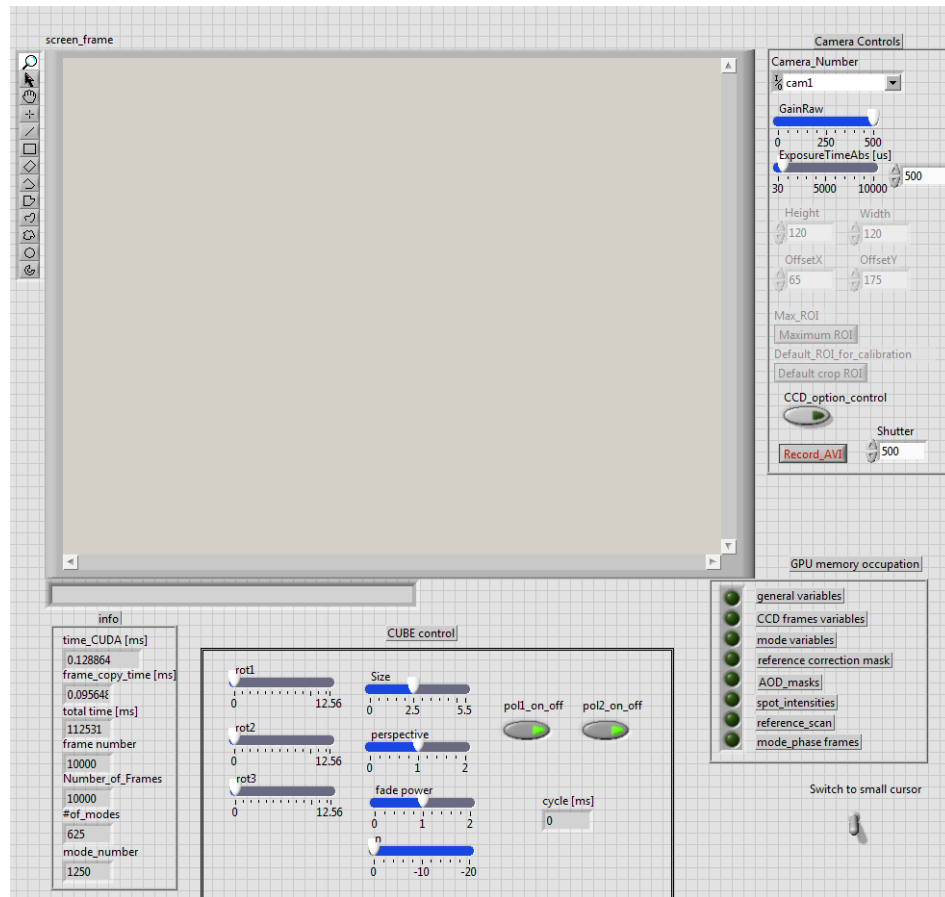 screen_frame
Camera Controls
Camera_Number
cam1
GainRaw
0 250 500
ExposureTimeAbs [us]
500
30 5000 10000
Height Width
120 120
OffsetX OffsetY
65 175
Max_ROI
Maximum ROI
Default_ROI_for_calibration
Default crop ROI
CCD_option_control
Shutter
Record_AVI 500
GPU memory occupation
general variables
CCD frames variables
mode variables
reference correction mask
AOD_masks
spot_intensities
reference_scan
mode_phase frames
Switch to small cursor
info
time_CUDA [ms]
0.128864
frame_copy_time [ms]
0.09564
total time [ms]
112531
frame number
10000
Number_of_Frames
10000
#of_modes
625
mode_number
1250
CUBE control
rot1
0 12.56
rot2
0 12.56
rot3
0 12.56
Size
0 2.5 5.5
perspective
0 1 2
fade power
0 1 2
0 -10 -20
pol1_on_off pol2_on_off
cycle [ms]
0